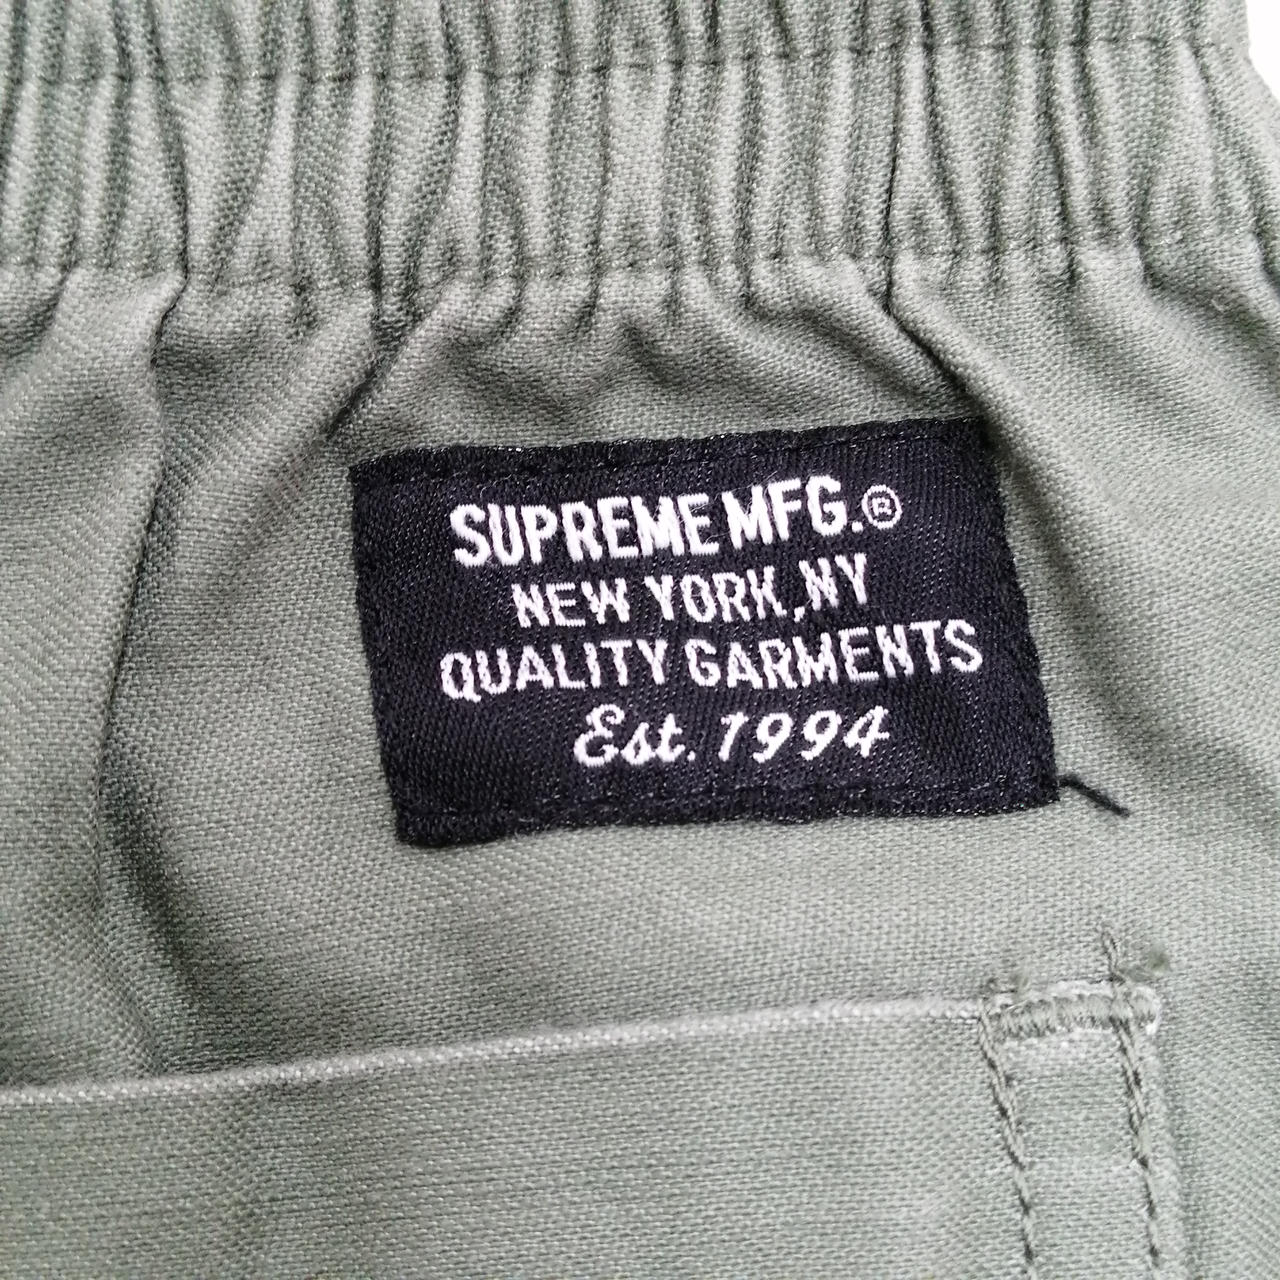 SUPREME MFG.®
NEW YORK, NY
QUALITY GARMENTS
Est. 1994